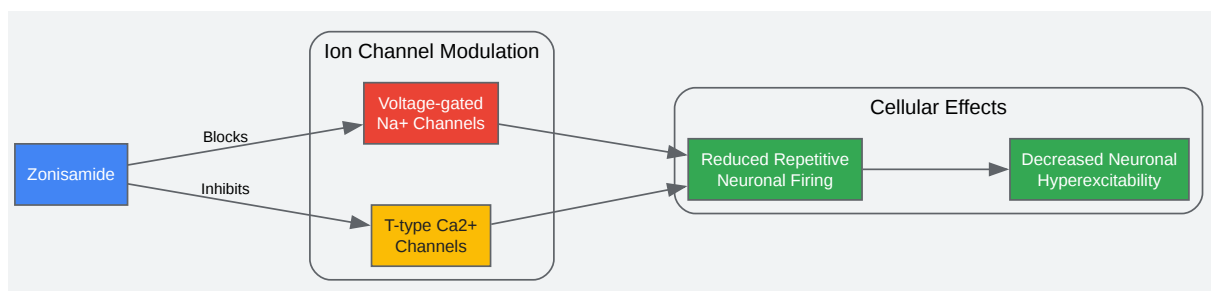 Ion Channel Modulation
Voltage-gated
Na+ Channels
Cellular Effects
Blocks
Zonisamide
Inhibits
Reduced Repetitive
Neuronal Firing
Decreased Neuronal
Hyperexcitability
T-type Ca2+
Channels